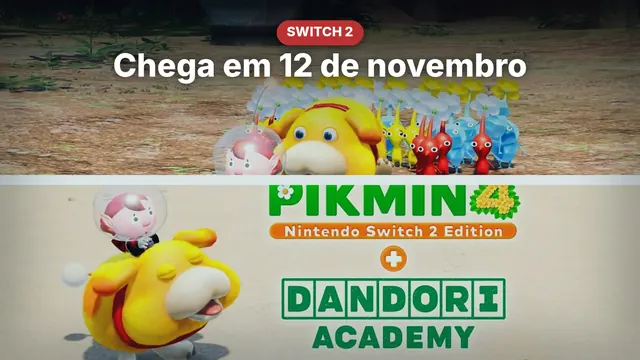 SWITCH 2
Chega em 12 de novembro
PIKMIN 4
Nintendo Switch 2 Edition
+
DANDORI
ACADEMY